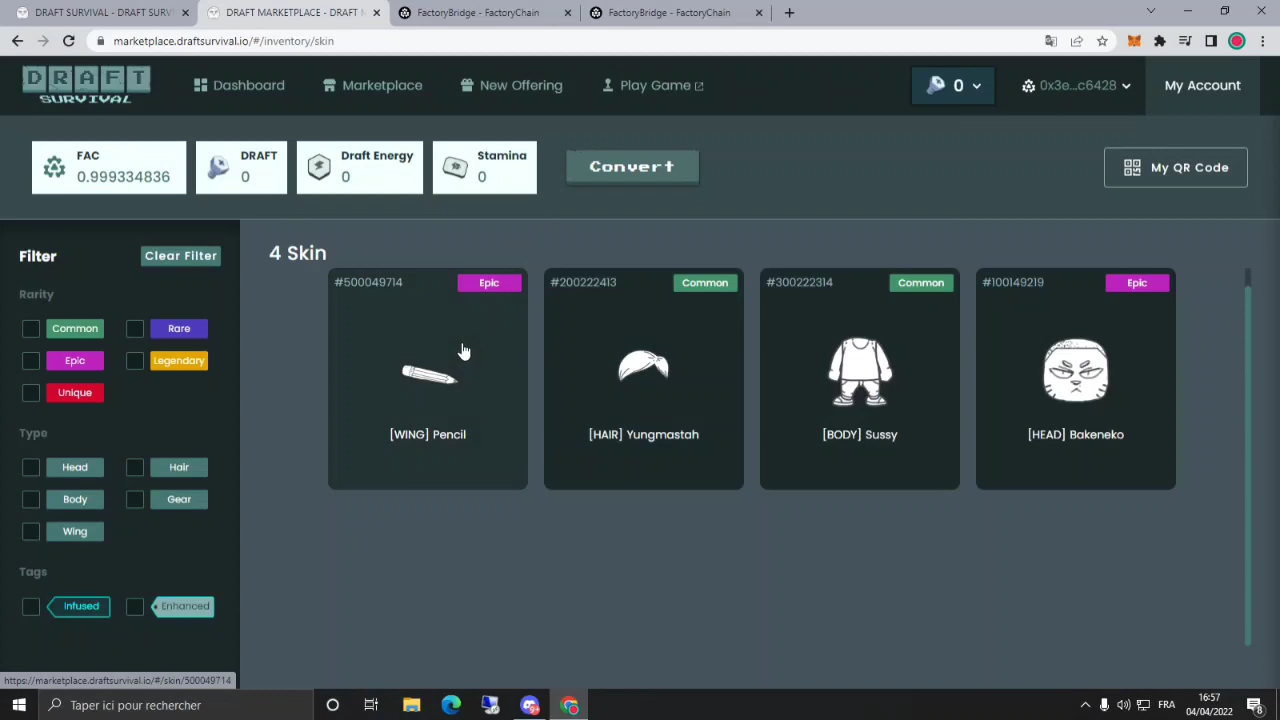 DRAFT SURVIVAL - DRAFT SURV
DRAFT MARKETPLACE - DRAFT M
FactoryBridge - FactoryChain
FactoryBridge - FactoryChain
marketplace.draftsurvival.io/#/inventory/skin
DRAFT
SURVIVAL
Dashboard
Marketplace
New Offering
Play Game
0
0x3e...c6428
My Account
FAC
0.999334836
DRAFT
0
Draft Energy
0
Stamina
0
Convert
My QR Code
Filter
Clear Filter
Rarity
Common
Rare
Epic
Legendary
Unique
Type
Head
Hair
Body
Gear
Wing
Tags
Infused
Enhanced
4 Skin
#500049714
Epic
[WING] Pencil
#200222413
Common
[HAIR] Yungmastah
#300222314
Common
[BODY] Sussy
#100149219
Epic
[HEAD] Bakeneko
https://marketplace.draftsurvival.io/#/skin/500049714
Taper ici pour rechercher
FRA
16:57
04/04/2022
8